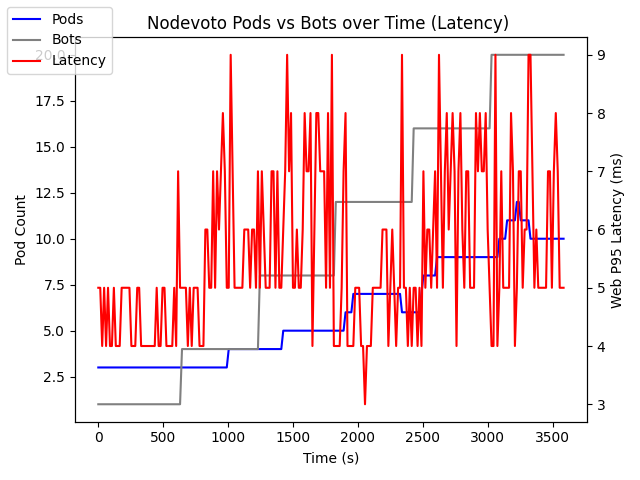 Nodevoto Pods vs Bots over Time (Latency)
Pods
Bots
Latency
20.0
17.5
15.0
12.5
10.0
7.5
5.0
2.5
Pod Count
9
8
7
6
5
4
3
Web P95 Latency (ms)
0 500 1000 1500 2000 2500 3000 3500
Time (s)